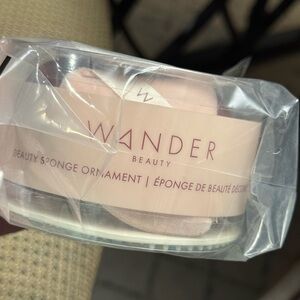 WANDER
BEAUTY
BEAUTY SPONGE ORNAMENT | ÉPONGE DE BEAUTÉ